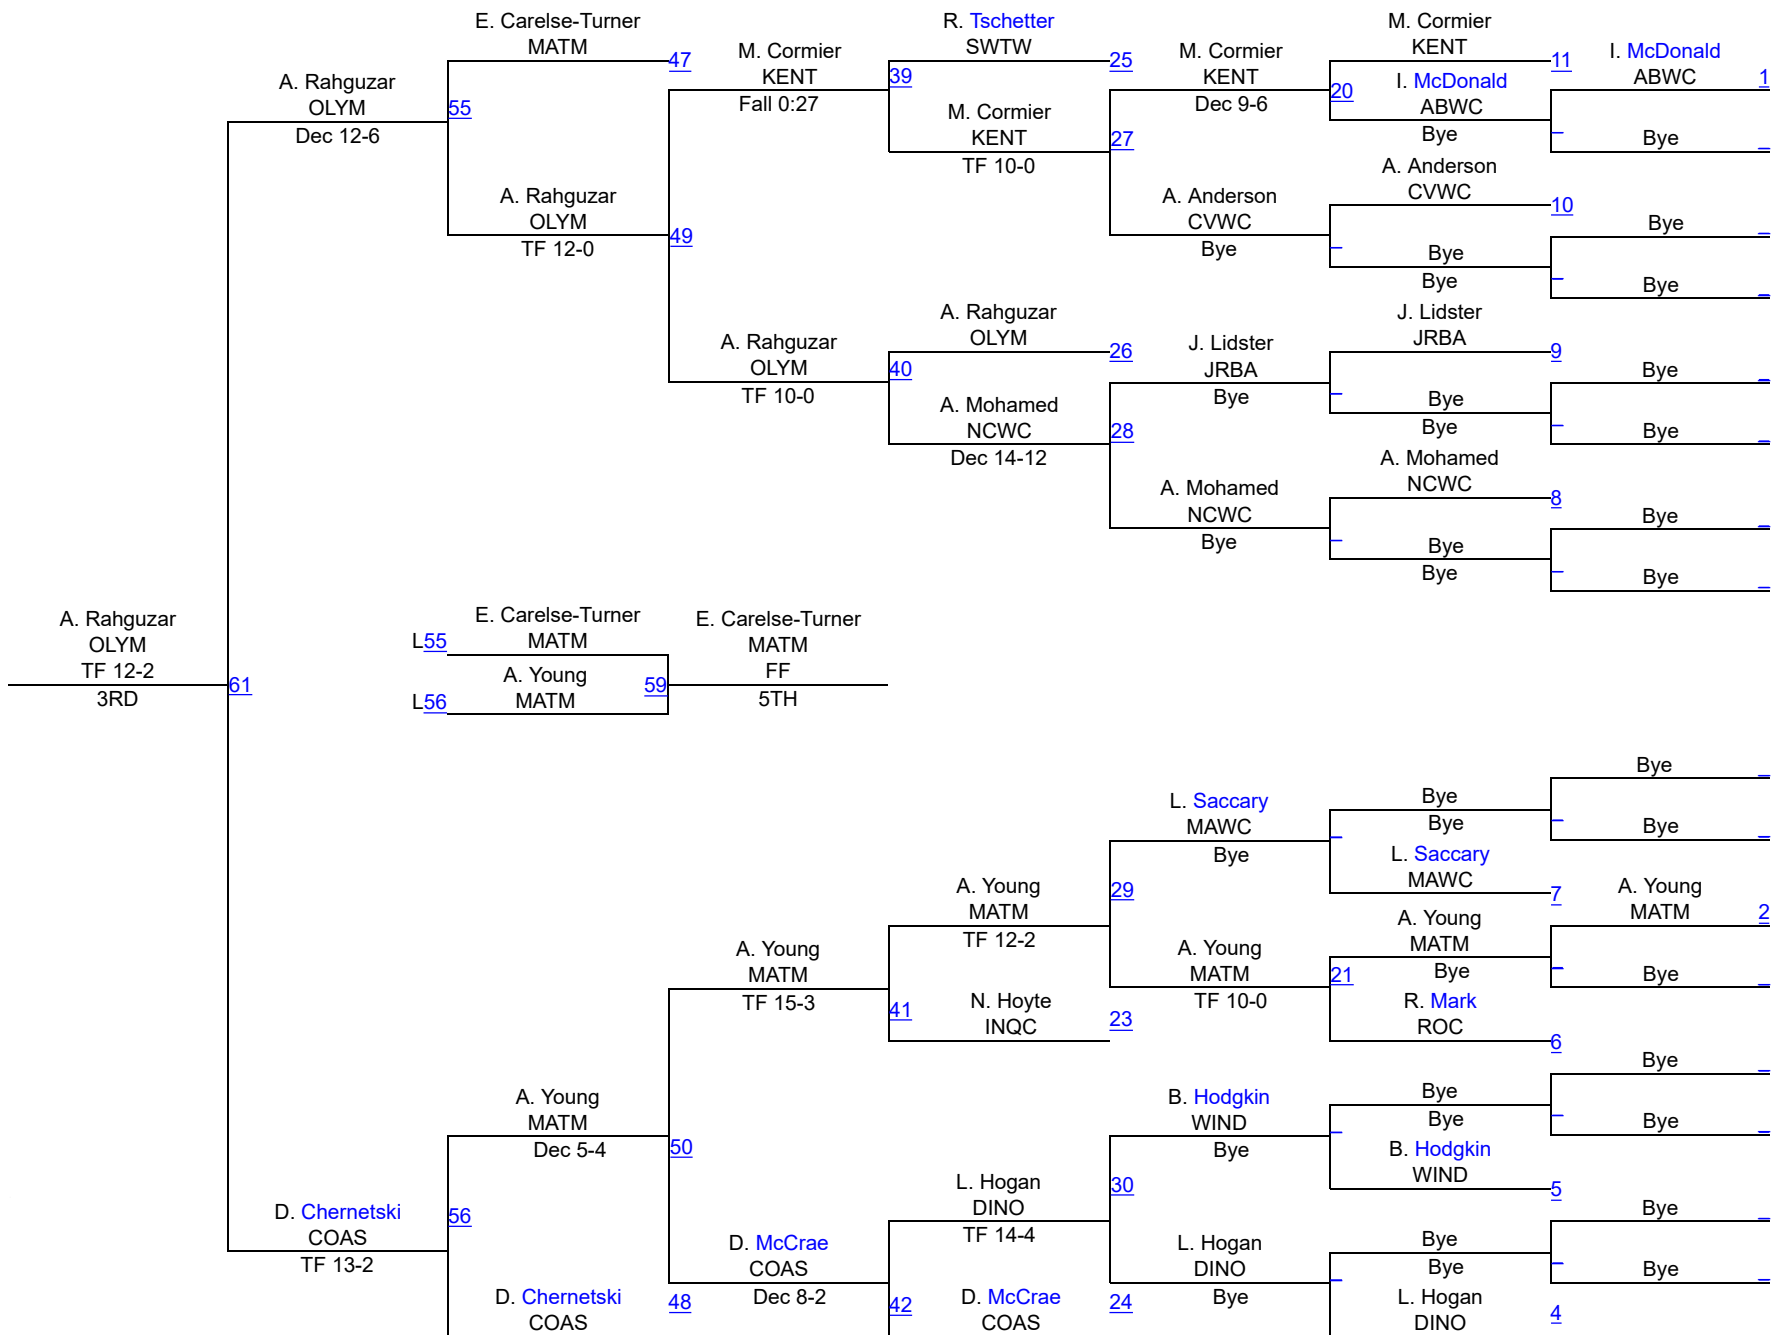 E. Carelse-Turner
MATM
47
A. Rahguzar
OLYM
Dec 12-6
55
A. Rahguzar
OLYM
TF 12-0
M. Cormier
KENT
Fall 0:27
39
49
A. Rahguzar
OLYM
TF 10-0
40
R. Tschetter
SWTW
25
M. Cormier
KENT
TF 10-0
27
A. Rahguzar
OLYM
26
A. Mohamed
NCWC
Dec 14-12
28
M. Cormier
KENT
Dec 9-6
20
A. Anderson
CVWC
Bye
J. Lidster
JRBA
Bye
A. Mohamed
NCWC
Bye
M. Cormier
KENT
11
I. McDonald
ABWC
Bye
A. Anderson
CVWC
10
Bye
Bye
J. Lidster
JRBA
9
Bye
Bye
A. Mohamed
NCWC
8
Bye
Bye
I. McDonald
ABWC
1
Bye
Bye
Bye
Bye
Bye
Bye
Bye
A. Rahguzar
OLYM
TF 12-2
3RD
61
E. Carelse-Turner
L55
MATM
A. Young
L56
MATM
59
E. Carelse-Turner
MATM
FF
5TH
D. Chernetski
COAS
TF 13-2
56
A. Young
MATM
Dec 5-4
50
D. Chernetski
COAS
48
A. Young
MATM
TF 15-3
41
D. McCrae
COAS
Dec 8-2
42
A. Young
MATM
TF 12-2
29
N. Hoyte
INQC
23
L. Hogan
DINO
TF 14-4
30
D. McCrae
COAS
24
L. Saccary
MAWC
Bye
A. Young
MATM
TF 10-0
21
B. Hodgkin
WIND
Bye
L. Hogan
DINO
Bye
Bye
Bye
L. Saccary
MAWC
7
A. Young
MATM
Bye
R. Mark
ROC
6
Bye
Bye
B. Hodgkin
WIND
5
Bye
Bye
L. Hogan
DINO
4
Bye
Bye
A. Young
MATM
2
Bye
Bye
Bye
Bye
Bye